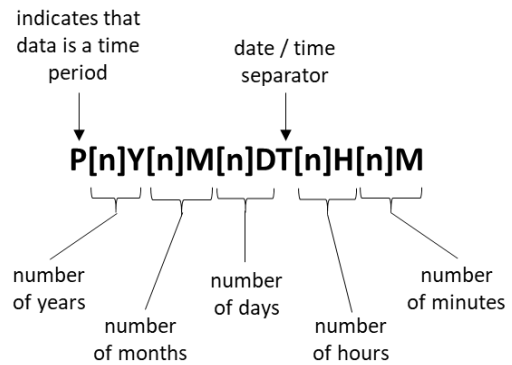 indicates that
data is a time
period
date / time
separator
P[n]Y[n]M[n]DT[n]H[n]M
number
of years
number
of months
number
of days
number
of hours
number
of minutes